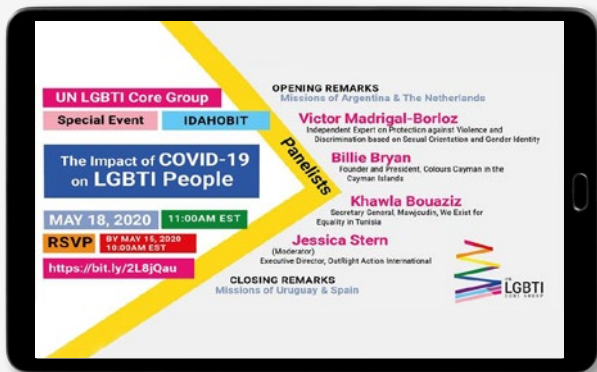 UN LGBTI Core Group
Special Event
IDAHOBIT
The Impact of COVID-19
on LGBTI People
MAY 18, 2020
11:00AM EST
RSVP
BY MAY 15, 2020
10:00AM EST
https://bit.ly/2L8jQau
Panelists
OPENING REMARKS
Missions of Argentina & The Netherlands
Victor Madrigal-Borloz
Independent Expert on Protection against Violence and
Discrimination based on Sexual Orientation and Gender Identity
Billie Bryan
Founder and President, Colours Cayman in the
Cayman Islands
Khawla Bouaziz
Secretary General, Mawjoudin, We Exist for
Equality in Tunisia
Jessica Stern
(Moderator)
Executive Director, OutRight Action International
CLOSING REMARKS
Missions of Uruguay & Spain
UN
LGBTI
CORE GROUP